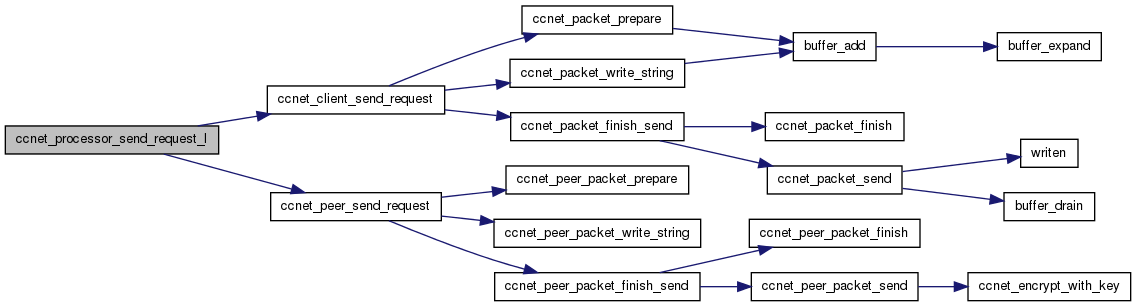 ccnet_packet_prepare
buffer_add
buffer_expand
ccnet_packet_write_string
ccnet_client_send_request
ccnet_packet_finish_send
ccnet_packet_finish
ccnet_processor_send_request_l
writen
ccnet_packet_send
ccnet_peer_packet_prepare
ccnet_peer_send_request
buffer_drain
ccnet_peer_packet_write_string
ccnet_peer_packet_finish
ccnet_peer_packet_finish_send
ccnet_peer_packet_send
ccnet_encrypt_with_key